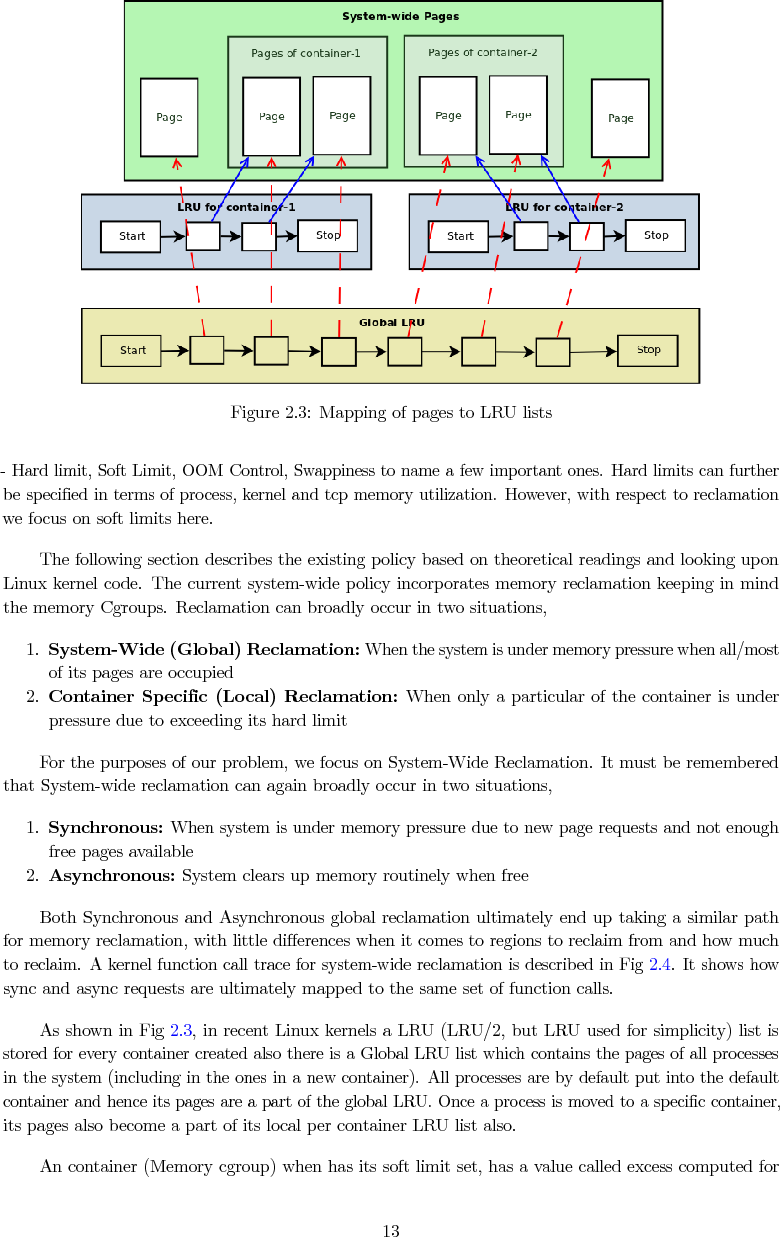 System-wide Pages
Pages of container-1
Pages of container-2
Page
Page
Page
Page
Page
Page
LRU for container-1
LRU for container-2
Start
Stop
Start
Stop
Global LRU
Start
Stop
Figure 2.3: Mapping of pages to LRU lists
- Hard limit, Soft Limit, OOM Control, Swappiness to name a few important ones. Hard limits can further
be specified in terms of process, kernel and tcp memory utilization. However, with respect to reclamation
we focus on soft limits here.
The following section describes the existing policy based on theoretical readings and looking upon
Linux kernel code. The current system-wide policy incorporates memory reclamation keeping in mind
the memory Cgroups. Reclamation can broadly occur in two situations,
1. System-Wide (Global) Reclamation: When the system is under memory pressure when all/most
of its pages are occupied
2. Container Specific (Local) Reclamation: When only a particular of the container is under
pressure due to exceeding its hard limit
For the purposes of our problem, we focus on System-Wide Reclamation. It must be remembered
that System-wide reclamation can again broadly occur in two situations,
1. Synchronous: When system is under memory pressure due to new page requests and not enough
free pages available
2. Asynchronous: System clears up memory routinely when free
Both Synchronous and Asynchronous global reclamation ultimately end up taking a similar path
for memory reclamation, with little differences when it comes to regions to reclaim from and how much
to reclaim. A kernel function call trace for system-wide reclamation is described in Fig 2.4. It shows how
sync and async requests are ultimately mapped to the same set of function calls.
As shown in Fig 2.3, in recent Linux kernels a LRU (LRU/2, but LRU used for simplicity) list is
stored for every container created also there is a Global LRU list which contains the pages of all processes
in the system (including in the ones in a new container). All processes are by default put into the default
container and hence its pages are a part of the global LRU. Once a process is moved to a specific container,
its pages also become a part of its local per container LRU list also.
An container (Memory cgroup) when has its soft limit set, has a value called excess computed for
13